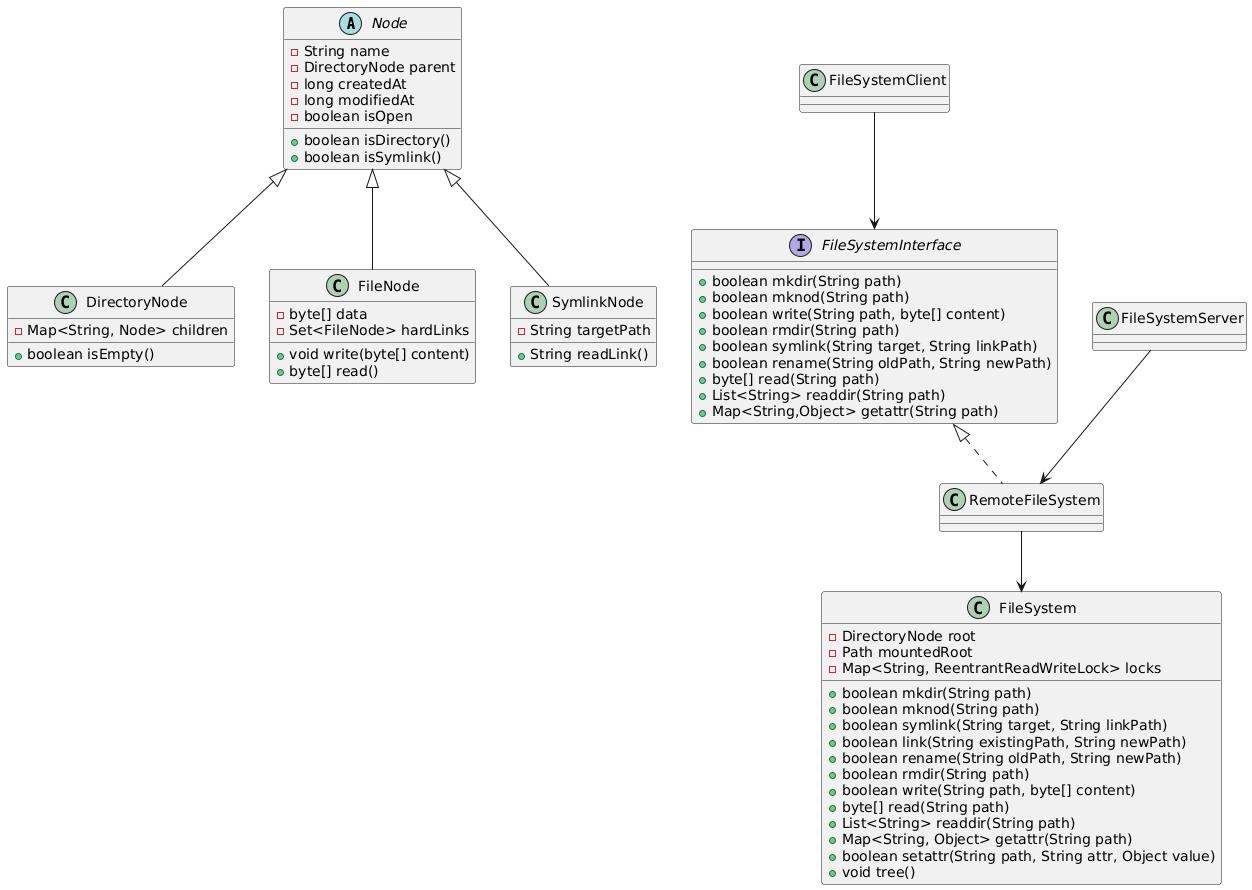 A Node
String name
DirectoryNode parent
long createdAt
long modifiedAt
boolean isOpen
boolean isDirectory()
boolean isSymlink()
C FileSystemClient
I FileSystemInterface
boolean mkdir(String path)
boolean mknod(String path)
boolean write(String path, byte[] content)
boolean rmdir(String path)
boolean symlink(String target, String linkPath)
boolean rename(String oldPath, String newPath)
byte[] read(String path)
List<String> readdir(String path)
Map<String,Object> getattr(String path)
C DirectoryNode
Map<String, Node> children
boolean isEmpty()
C FileNode
byte[] data
Set<FileNode> hardLinks
void write(byte[] content)
byte[] read()
C SymlinkNode
String targetPath
String readLink()
C FileSystemServer
C RemoteFileSystem
C FileSystem
DirectoryNode root
Path mountedRoot
Map<String, ReentrantReadWriteLock> locks
boolean mkdir(String path)
boolean mknod(String path)
boolean symlink(String target, String linkPath)
boolean link(String existingPath, String newPath)
boolean rename(String oldPath, String newPath)
boolean rmdir(String path)
boolean write(String path, byte[] content)
byte[] read(String path)
List<String> readdir(String path)
Map<String, Object> getattr(String path)
boolean setattr(String path, String attr, Object value)
void tree()